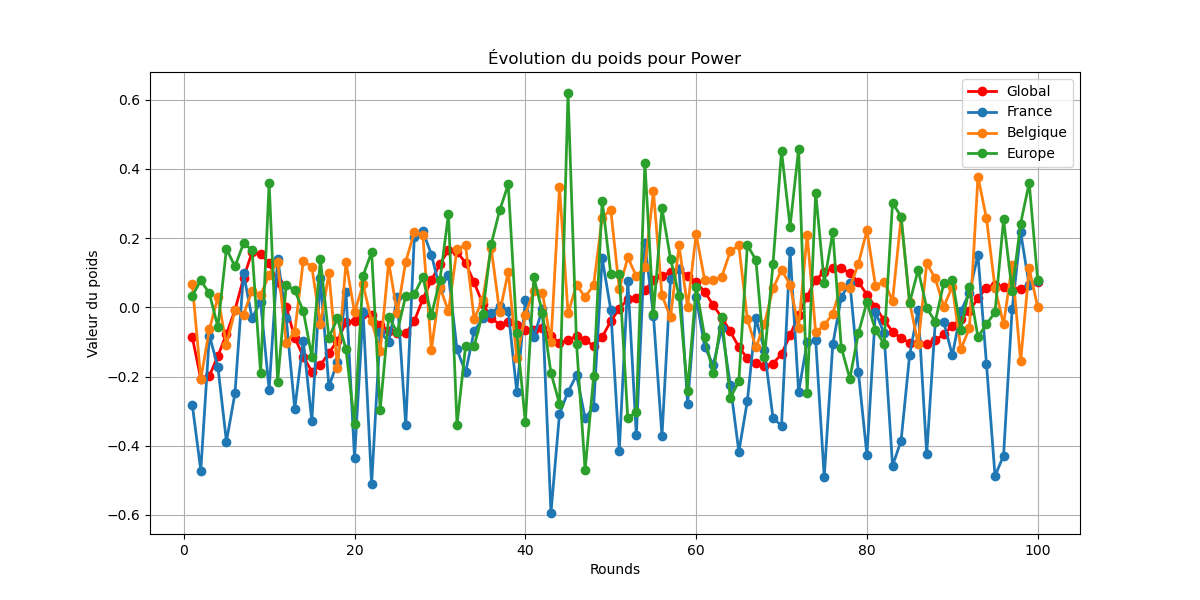 Évolution du poids pour Power
Global
France
Belgique
Europe
Valeur du poids
0.6
0.4
0.2
0.0
−0.2
−0.4
−0.6
0 20 40 60 80 100
Rounds